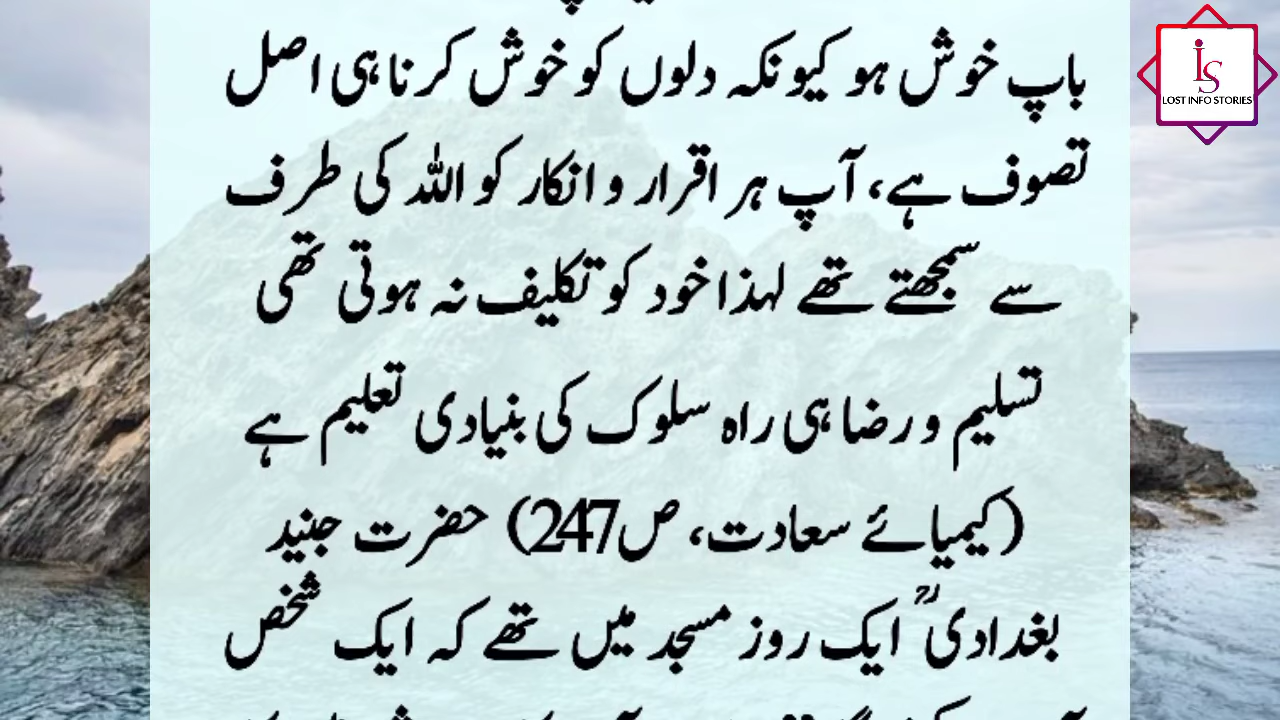 باپ خوش ہو کیونکہ دلوں کو خوش کرنا ہی اصل
تصوف ہے، آپ ہر اقرار و انکار کو اللہ کی طرف
سے سمجھتے تھے لہذا خود کو تکلیف نہ ہوتی تھی
تسلیم و رضا ہی راہ سلوک کی بنیادی تعلیم ہے
(کیمیائے سعادت، ص247) حضرت جنید
بغدادیؒ ایک روز مسجد میں تھے کہ ایک شخص
LS
LOST INFO STORIES